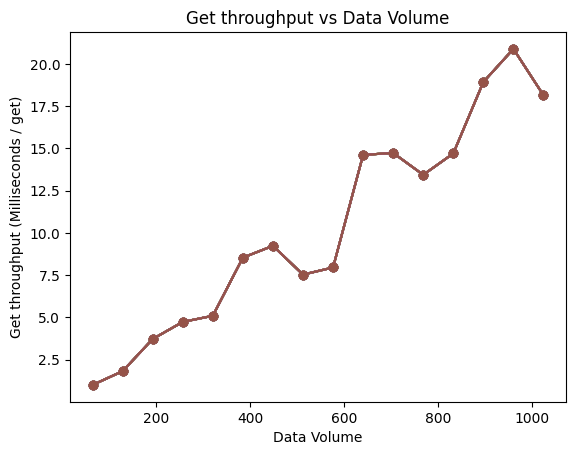 Get throughput vs Data Volume
Get throughput (Milliseconds / get)
20.0
17.5
15.0
12.5
10.0
7.5
5.0
2.5
200 400 600 800 1000
Data Volume